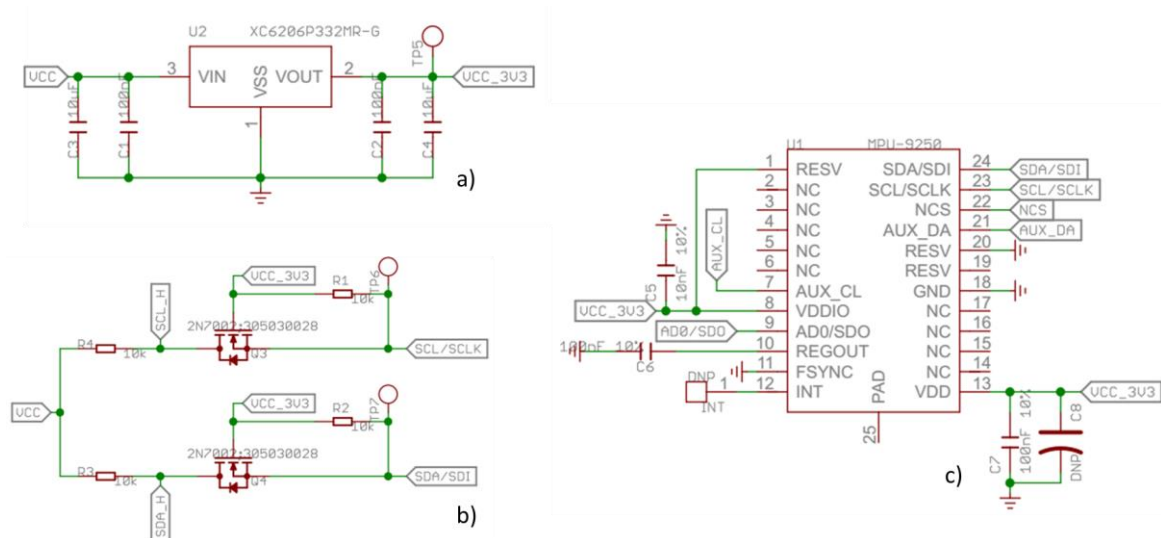 U2 XC6206P332MR-G
TP5
VCC
3 VIN
VSS
VOUT 2
VCC_3V3
10µF
100nF
100nF
10µF
1
C3
C1
C2
C4
a)
VCC_3V3
R1
10k
TP6
SCL_H
2N7002;305030028
R4
10k
Q3
SCL/SCLK
VCC
VCC_3V3
R2
10k
TP7
2N7002;305030028
R3
10k
Q4
SDA/SDI
SDA_H
b)
U1 MPU-9250
1 RESV SDA/SDI 24 SDA/SDI
2 NC SCL/SCLK 23 SCL/SCLK
3 NC NCS 22 NCS
4 NC AUX_DA 21 AUX_DA
5 NC RESV 20
6 NC RESV 19
7 AUX_CL GND 18
8 VDDIO NC 17
9 AD0/SDO NC 16
10 REGOUT NC 15
11 FSYNC NC 14
12 INT VDD 13
PAD
25
AUX_CL
10%
C5
10nF
VCC_3V3
AD0/SDO
100nF 10%
C6
DNP
1
INT
VCC_3V3
10%
C8
C7
100nF
DNP
c)